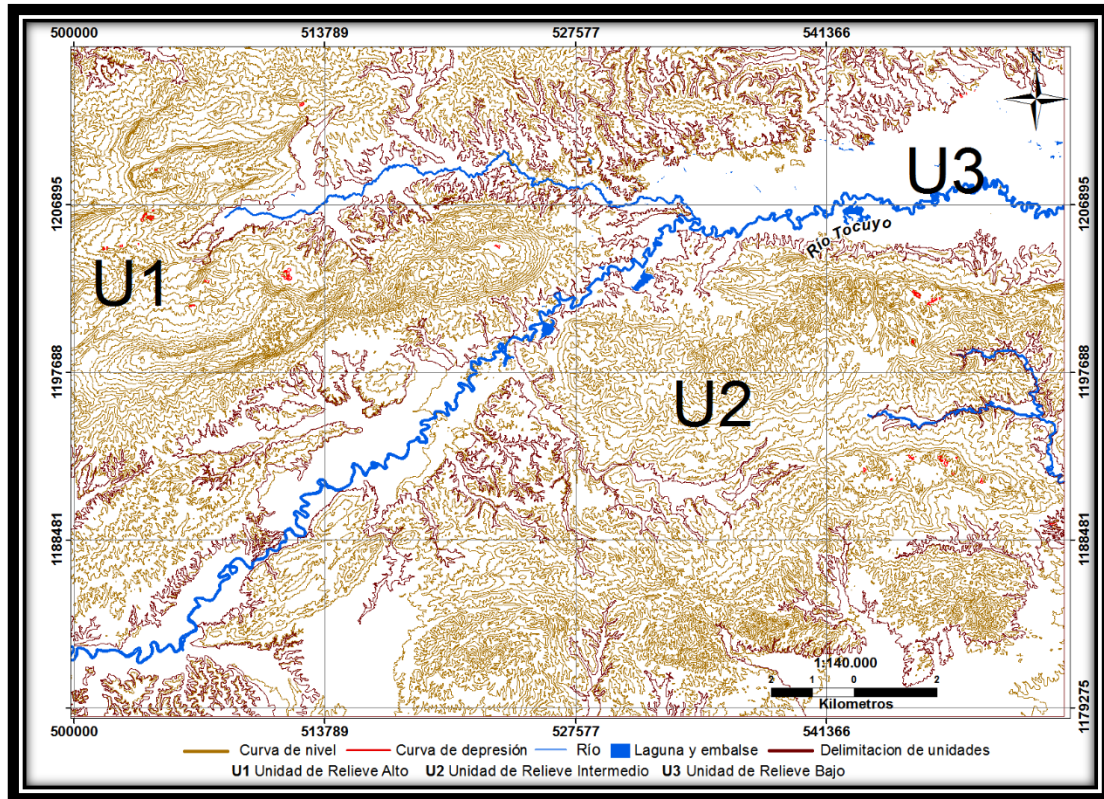 500000 513789 527577 541366
N
1206895 1206895
U3
Río Tocuyo
U1
1197688 1197688
U2
1188481 1188481
1:140.000
2 1 0 2
Kilometros
1179275 1179275
500000 513789 527577 541366
Curva de nivel Curva de depresión Río Laguna y embalse Delimitacion de unidades
U1 Unidad de Relieve Alto U2 Unidad de Relieve Intermedio U3 Unidad de Relieve Bajo